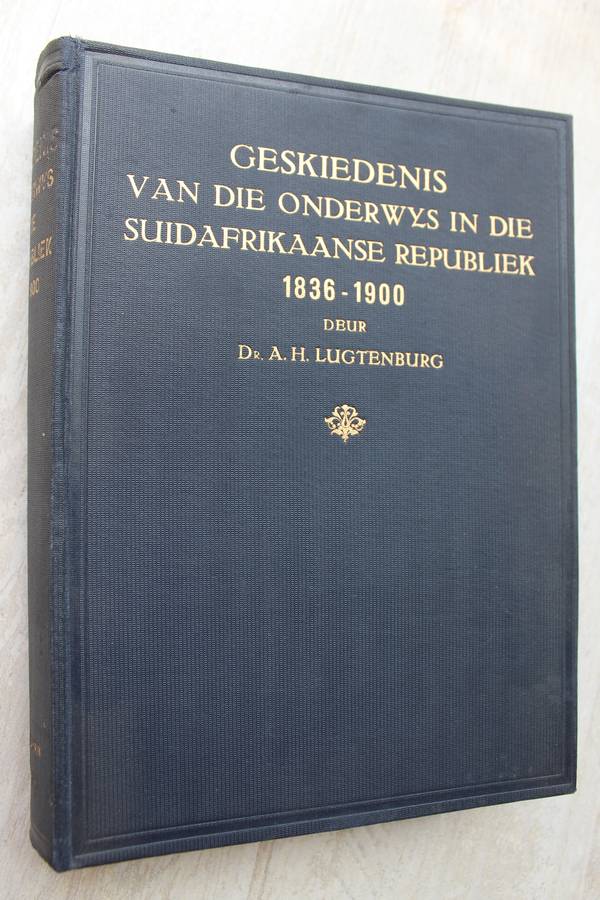 GESKIEDENIS
VAN DIE ONDERWYS IN DIE
SUIDAFRIKAANSE REPUBLIEK
1836-1900
DEUR
DR. A. H. LUGTENBURG